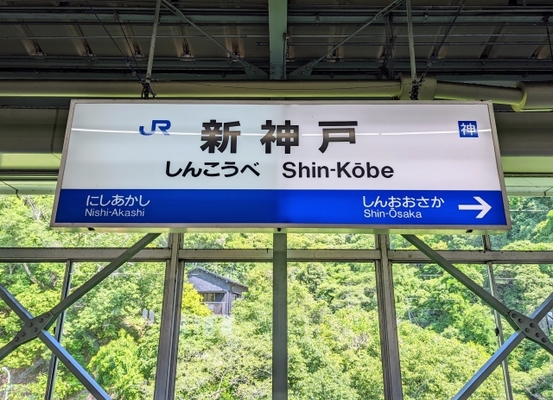 JR 新神戸 神
しんこうべ Shin-Kōbe
にしあかし しんおおさか →
Nishi-Akashi Shin-Ōsaka